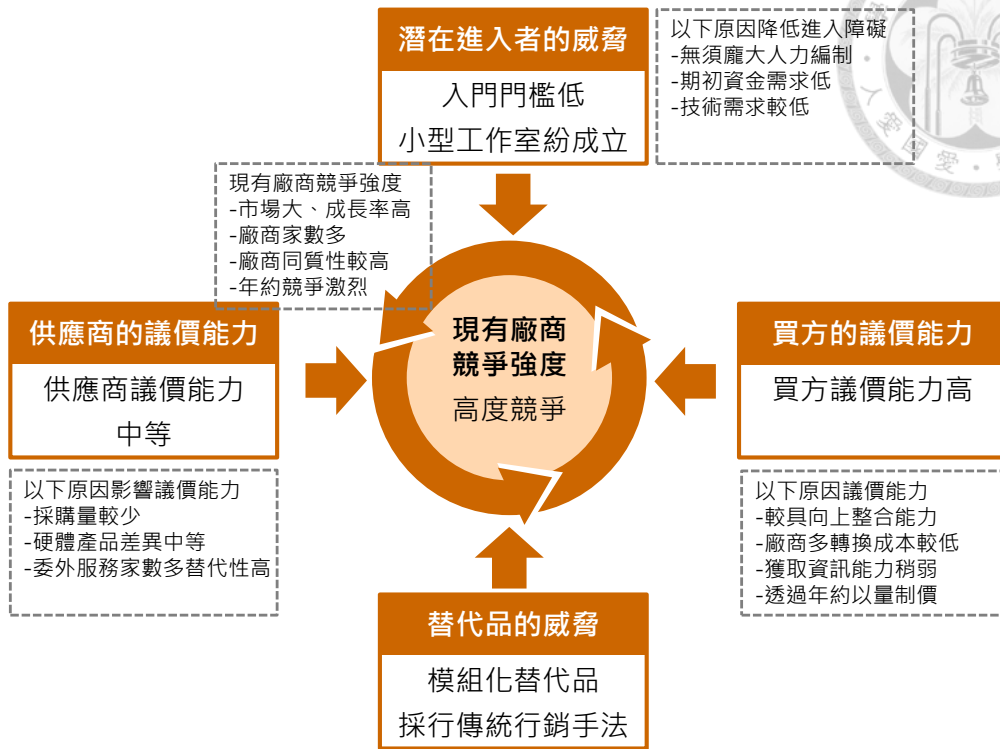 潛在進入者的威脅
入門門檻低
小型工作室紛成立
以下原因降低進入障礙
-無須龐大人力編制
-期初資金需求低
-技術需求較低
現有廠商競爭強度
-市場大、成長率高
-廠商家數多
-廠商同質性較高
-年約競爭激烈
供應商的議價能力
供應商議價能力
中等
以下原因影響議價能力
-採購量較少
-硬體產品差異中等
-委外服務家數多替代性高
現有廠商
競爭強度
高度競爭
買方的議價能力
買方議價能力高
以下原因議價能力
-較具向上整合能力
-廠商多轉換成本較低
-獲取資訊能力稍弱
-透過年約以量制價
替代品的威脅
模組化替代品
採行傳統行銷手法
人愛國愛